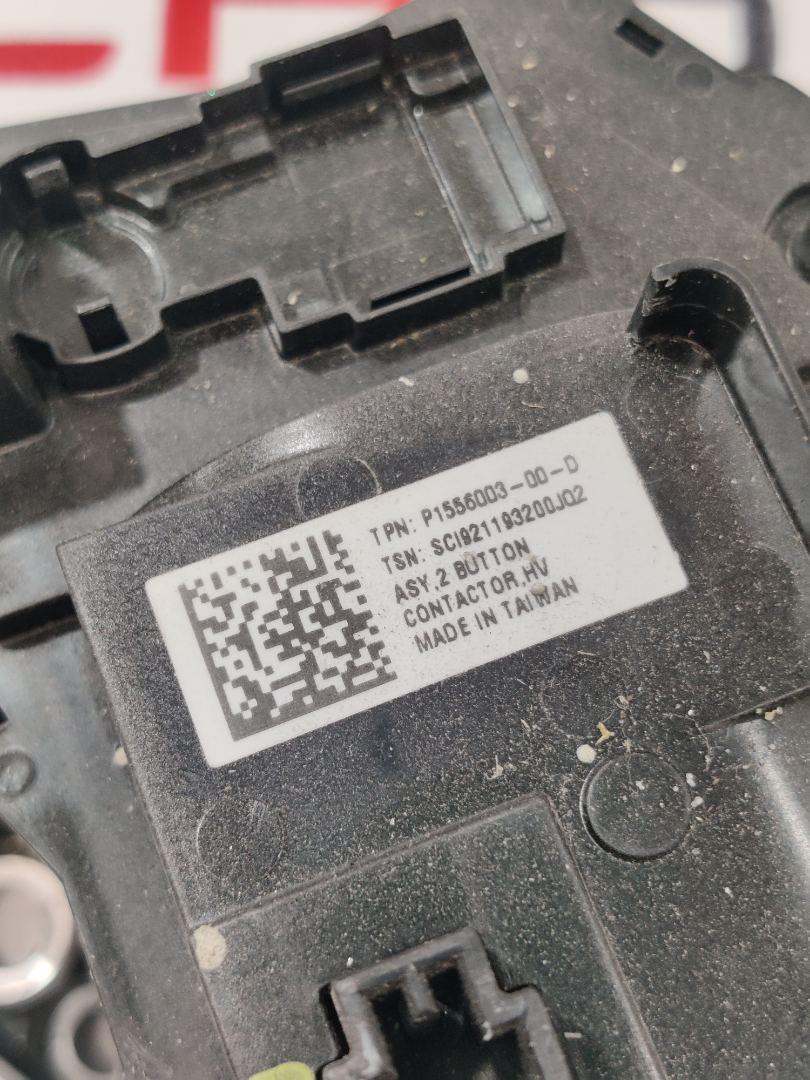 TPN: P1556003-00-D
TSN: SCI921193200J02
ASY, 2 BUTTON
CONTACTOR, HV
MADE IN TAIWAN